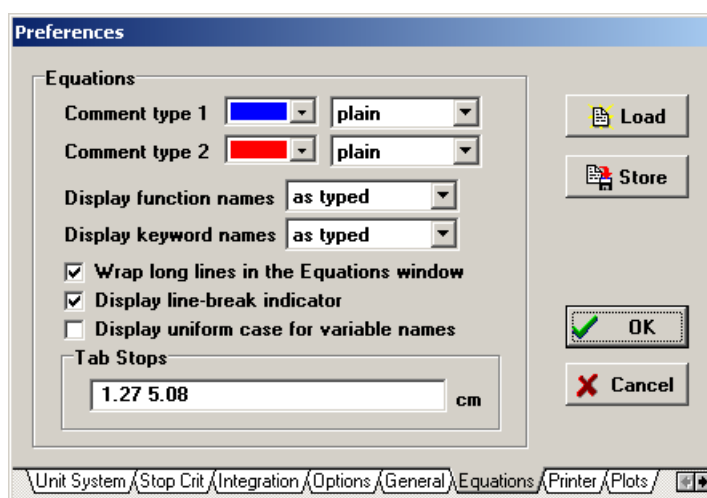 Preferences
Equations
Comment type 1 plain
Comment type 2 plain
Display function names as typed
Display keyword names as typed
Wrap long lines in the Equations window
Display line-break indicator
Display uniform case for variable names
Tab Stops
1.27 5.08 cm
Load
Store
OK
Cancel
Unit System Stop Crit Integration Options General Equations Printer Plots